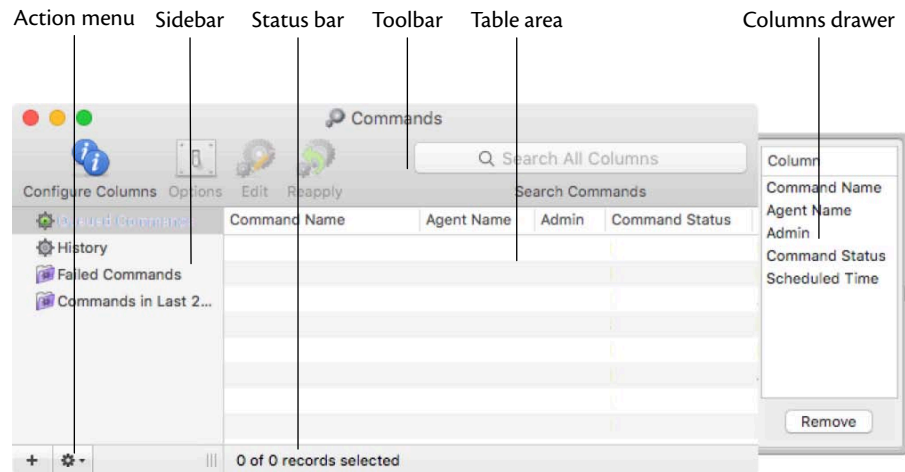 Action menu Sidebar Status bar Toolbar Table area Columns drawer
Commands
Search All Columns
Configure Columns Options Edit Reapply Search Commands
Command Name Agent Name Admin Command Status
History
Failed Commands
Commands in Last 2...
0 of 0 records selected
Column
Command Name
Agent Name
Admin
Command Status
Scheduled Time
Remove